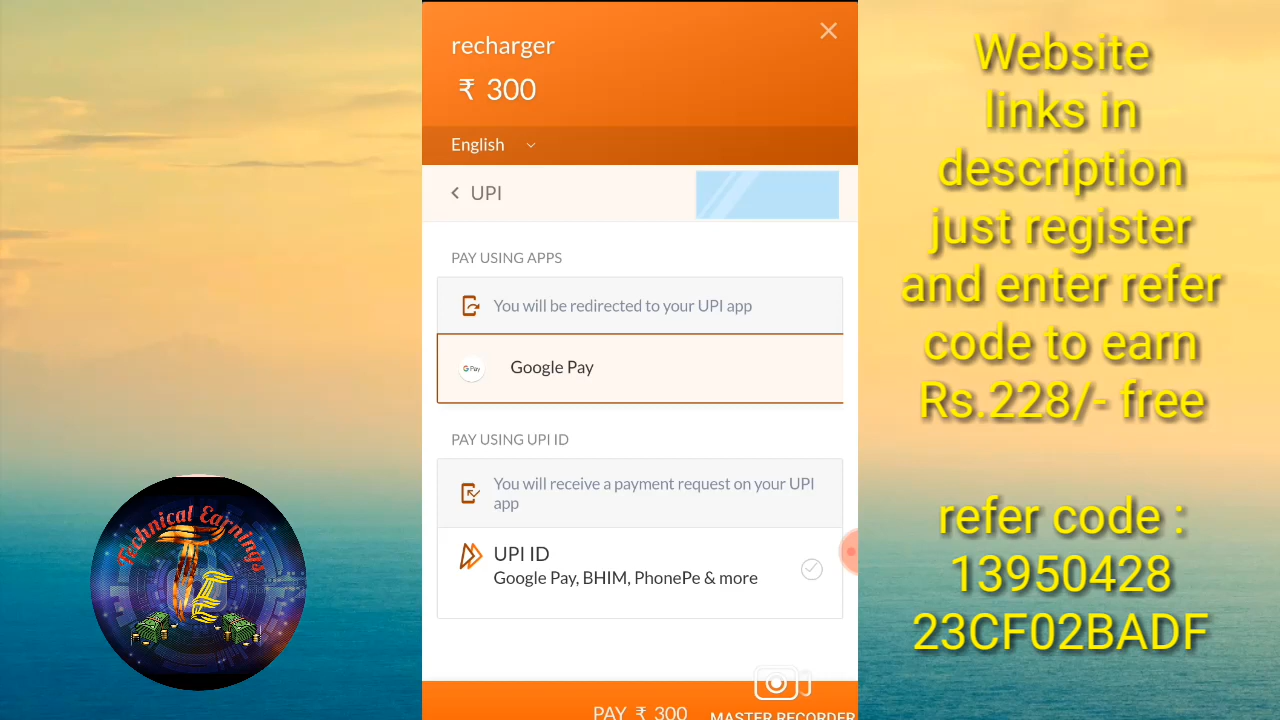 recharger
₹ 300
English
UPI
PAY USING APPS
You will be redirected to your UPI app
G Pay
Google Pay
PAY USING UPI ID
You will receive a payment request on your UPI
app
UPI ID
Google Pay, BHIM, PhonePe & more
PAY ₹ 300
MASTER RECORDER
Technical Earnings
TE
Website
links in
description
just register
and enter refer
code to earn
Rs.228/- free
refer code :
13950428
23CF02BADF